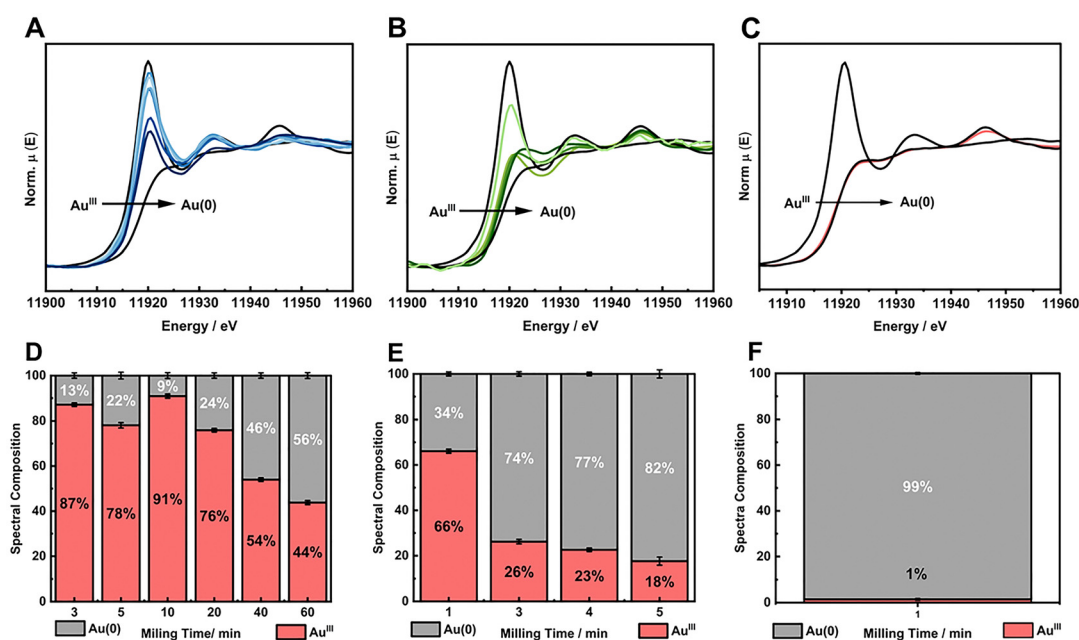 A
B
C
Norm. μ (E)
Au^III
Au(0)
11900 11910 11920 11930 11940 11950 11960
Energy / eV
Norm. μ (E)
Au^III
Au(0)
11900 11910 11920 11930 11940 11950 11960
Energy / eV
Norm. μ (E)
Au^III
Au(0)
11910 11920 11930 11940 11950 11960
Energy / eV
D
E
F
Spectral Composition
100
80
60
40
20
0
13% 22% 9% 24% 46% 56%
87% 78% 91% 76% 54% 44%
3 5 10 20 40 60
Au(0) Milling Time/ min Au^III
Spectral Composition
100
80
60
40
20
0
34% 74% 77% 82%
66% 26% 23% 18%
1 3 4 5
Au(0) Milling Time/ min Au^III
Spectra Composition
100
80
60
40
20
0
99%
1%
1
Au(0) Milling Time/ min Au^III